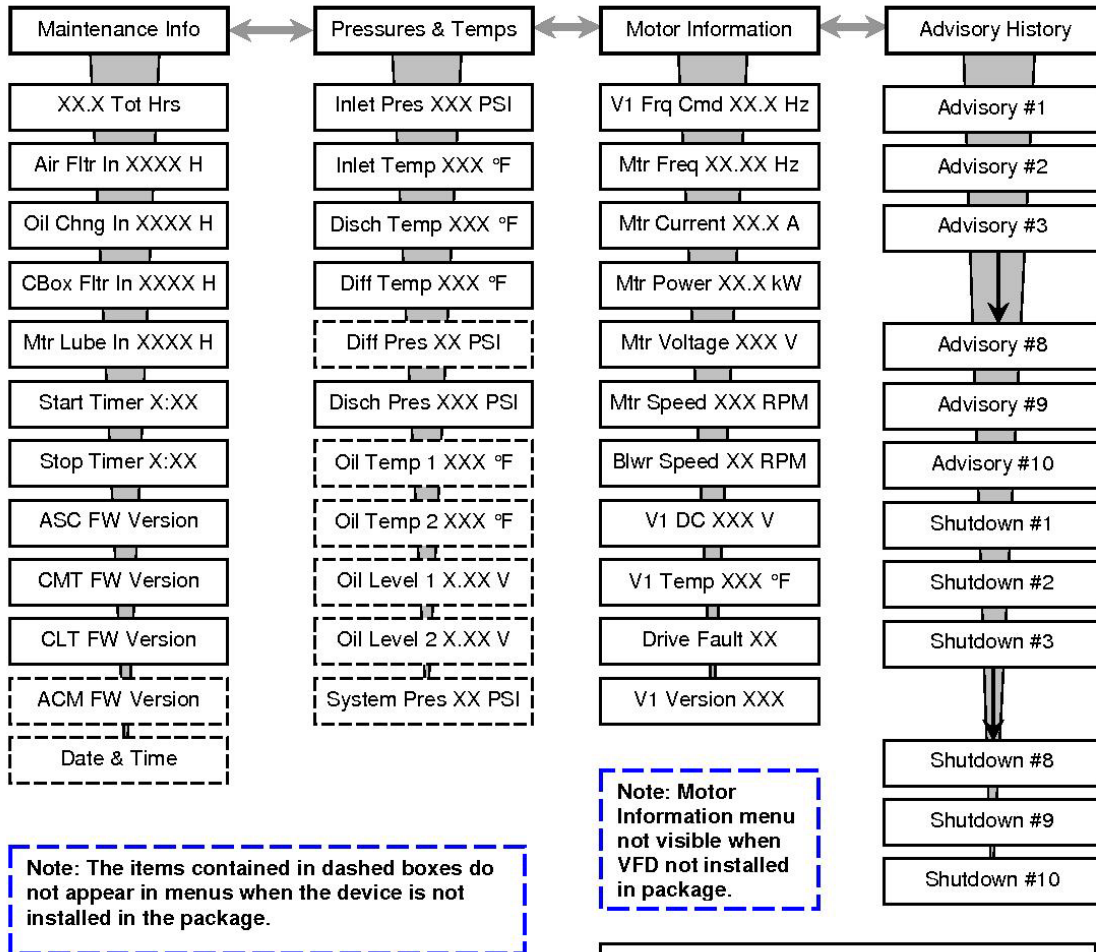 Maintenance Info
XX.X Tot Hrs
Air Fltr In XXXX H
Oil Chng In XXXX H
CBox Fltr In XXXX H
Mtr Lube In XXXX H
Start Timer X:XX
Stop Timer X:XX
ASC FW Version
CMT FW Version
CLT FW Version
ACM FW Version
Date & Time
Pressures & Temps
Inlet Pres XXX PSI
Inlet Temp XXX ºF
Disch Temp XXX ºF
Diff Temp XXX ºF
Diff Pres XX PSI
Disch Pres XXX PSI
Oil Temp 1 XXX ºF
Oil Temp 2 XXX ºF
Oil Level 1 X.XX V
Oil Level 2 X.XX V
System Pres XX PSI
Motor Information
V1 Frq Cmd XX.X Hz
Mtr Freq XX.XX Hz
Mtr Current XX.X A
Mtr Power XX.X kW
Mtr Voltage XXX V
Mtr Speed XXX RPM
Blwr Speed XX RPM
V1 DC XXX V
V1 Temp XXX ºF
Drive Fault XX
V1 Version XXX
Advisory History
Advisory #1
Advisory #2
Advisory #3
Advisory #8
Advisory #9
Advisory #10
Shutdown #1
Shutdown #2
Shutdown #3
Shutdown #8
Shutdown #9
Shutdown #10
Note: The items contained in dashed boxes do
not appear in menus when the device is not
installed in the package.
Note: Motor
Information menu
not visible when
VFD not installed
in package.